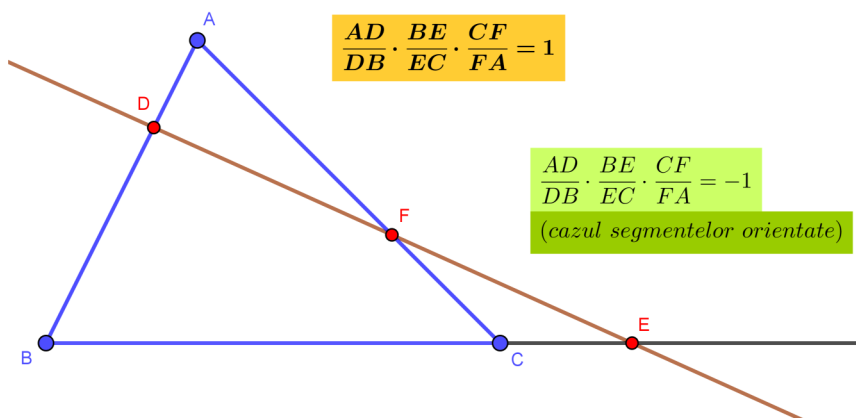 A
AD/DB · BE/EC · CF/FA = 1
D
AD/DB · BE/EC · CF/FA = −1
F
(cazul segmentelor orientate)
E
B
C